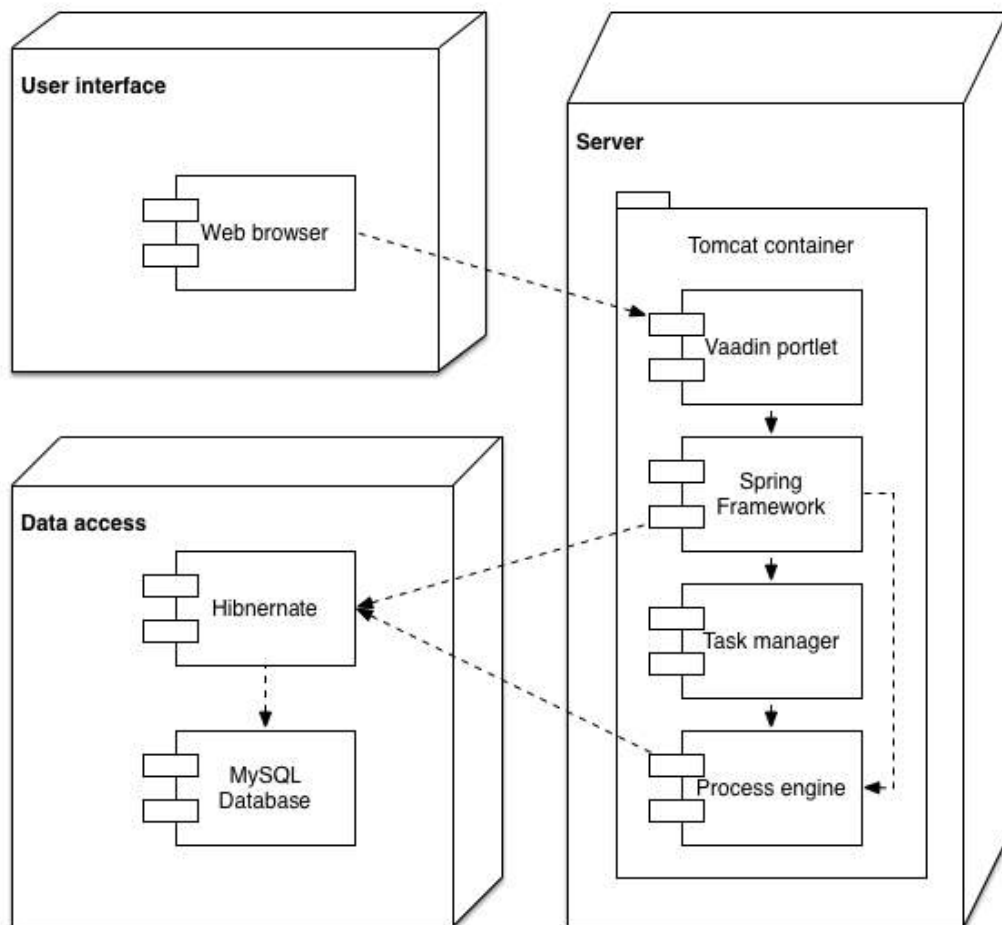 User interface
Web browser
Server
Tomcat container
Vaadin portlet
Spring
Framework
Task manager
Process engine
Data access
Hibnernate
MySQL
Database